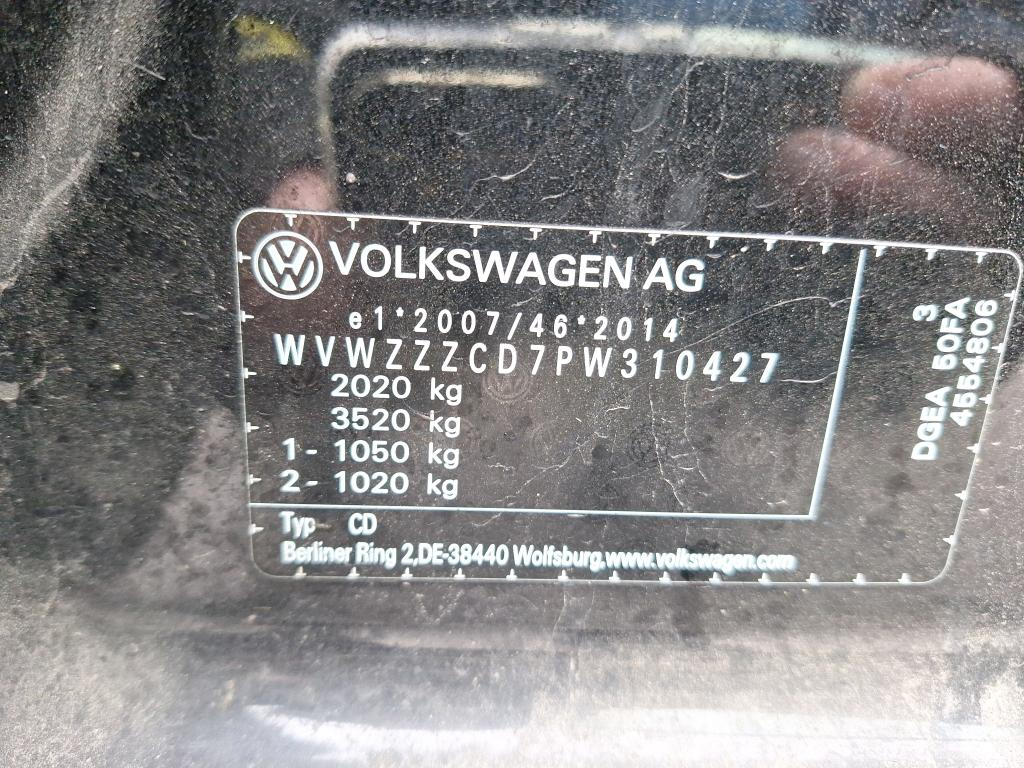 VOLKSWAGEN AG
e1*2007/46*2014
WVWZZZCD7PW310427
2020 kg
3520 kg
1- 1050 kg
2- 1020 kg
Typ CD
Berliner Ring 2,DE-38440 Wolfsburg,www.volkswagen.com
3
DGEA 50FA
4554806